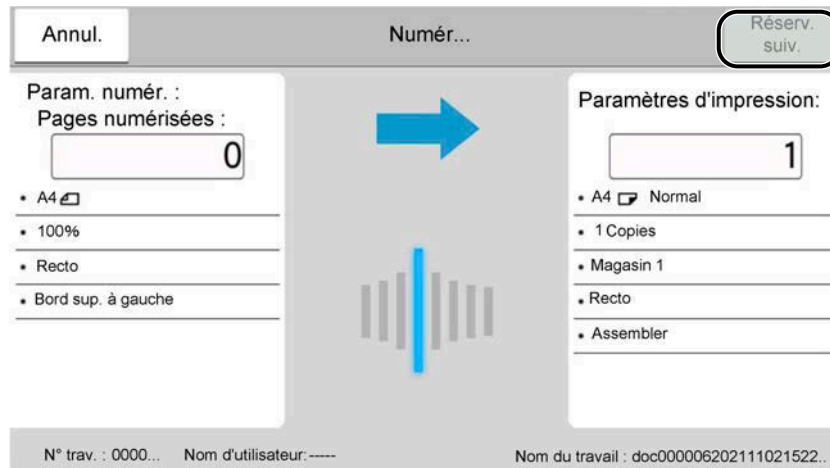 Annul.
Numér...
Réserv.
suiv.
Param. numér. :
Pages numérisées :
0
• A4
• 100%
• Recto
• Bord sup. à gauche
Paramètres d'impression:
1
• A4 Normal
• 1 Copies
• Magasin 1
• Recto
• Assembler
N° trav. : 0000... Nom d'utilisateur:-----
Nom du travail : doc000006202111021522..